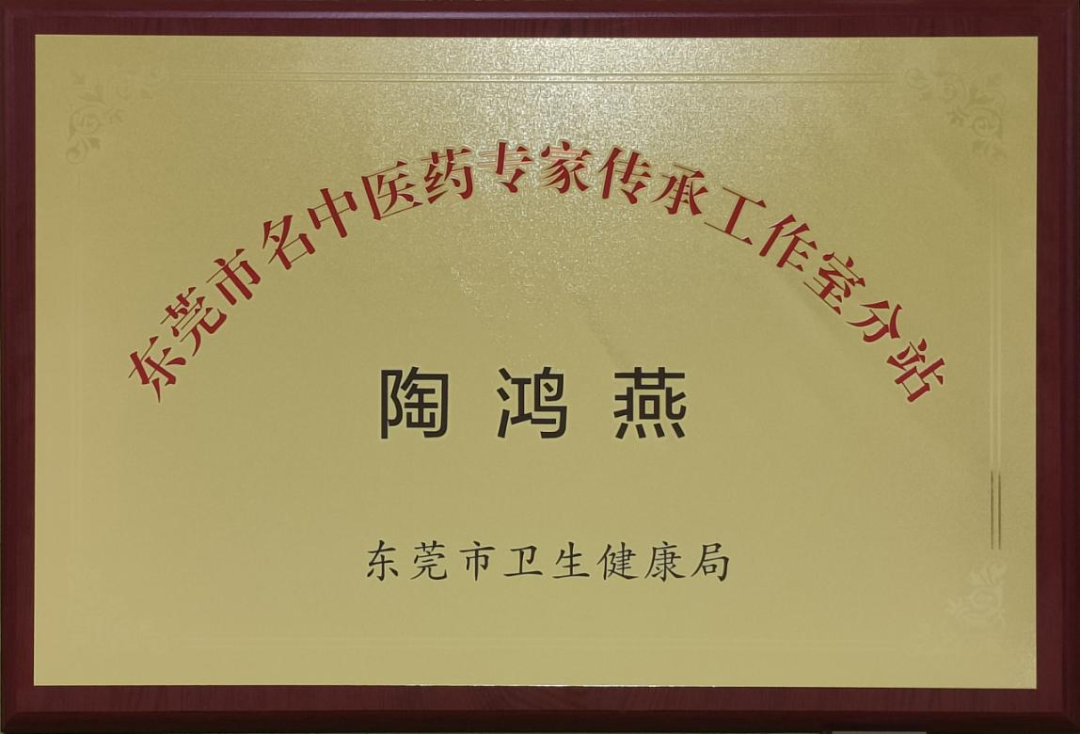 东莞市名中医药专家传承工作室分站
陶鸿燕
东莞市卫生健康局